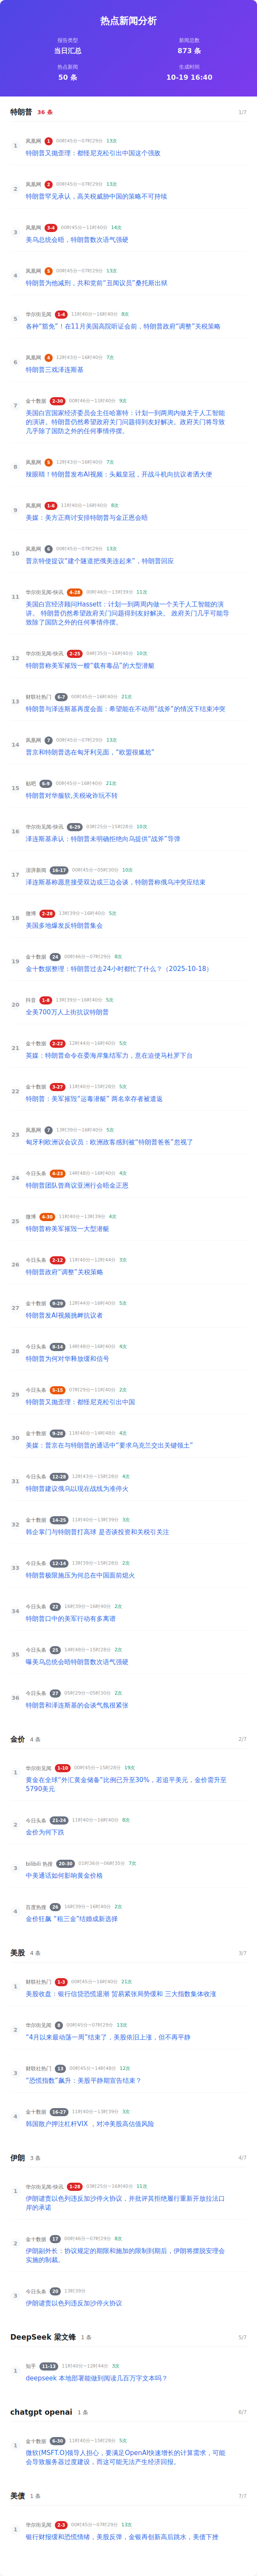 热点新闻分析
报告类型
当日汇总
新闻总数
873 条
热点新闻
50 条
生成时间
10-19 16:40
特朗普 36 条 1/7
1 凤凰网 1 00时45分~07时29分 13次
特朗普又抛歪理：都怪尼克松引出中国这个强敌
2 凤凰网 2 00时45分~07时29分 13次
特朗普罕见承认，高关税威胁中国的策略不可持续
3 凤凰网 3-4 00时45分~11时40分 14次
美乌总统会晤，特朗普数次语气强硬
4 凤凰网 5 00时45分~07时29分 13次
特朗普为他减刑，共和党前“丑闻议员”桑托斯出狱
5 华尔街见闻 1-4 11时40分~16时40分 8次
各种“豁免”！在11月美国高院听证会前，特朗普政府“调整”关税策略
6 凤凰网 4 12时43分~16时40分 7次
特朗普三戏泽连斯基
7 金十数据 2-30 00时46分~12时44分 9次
美国白宫国家经济委员会主任哈塞特：计划一到两周内做关于人工智能
的演讲。特朗普仍然希望政府关门问题得到友好解决。政府关门将导致
几乎除了国防之外的任何事情停摆。
8 凤凰网 5 12时43分~16时40分 7次
辣眼睛！特朗普发布AI视频：头戴皇冠，开战斗机向抗议者洒大便
9 凤凰网 1-6 11时40分~16时40分 8次
美媒：美方正商讨安排特朗普与金正恩会晤
10 凤凰网 6 00时45分~07时29分 13次
普京特使提议“建个隧道把俄美连起来”，特朗普回应
11 华尔街见闻-快讯 4-28 00时46分~13时39分 11次
美国白宫经济顾问Hassett：计划一到两周内做一个关于人工智能的演
讲。 特朗普仍然希望政府关门问题得到友好解决。 政府关门几乎可能导
致除了国防之外的任何事情停摆。
12 华尔街见闻-快讯 2-25 04时35分~16时40分 10次
特朗普称美军摧毁一艘“载有毒品”的大型潜艇
13 财联社热门 6-7 00时45分~16时40分 21次
特朗普与泽连斯基再度会面：希望能在不动用“战斧”的情况下结束冲突
14 凤凰网 7 00时45分~07时29分 13次
普京和特朗普选在匈牙利见面，“欧盟很尴尬”
15 贴吧 6-9 00时45分~16时40分 21次
特朗普对华服软,关税讹诈玩不转
16 华尔街见闻-快讯 6-29 03时25分~15时28分 10次
泽连斯基承认：特朗普未明确拒绝向乌提供“战斧”导弹
17 澎湃新闻 16-17 00时45分~05时30分 10次
泽连斯基称愿意接受双边或三边会谈，特朗普称俄乌冲突应结束
18 微博 2-28 13时39分~16时40分 5次
美国多地爆发反特朗普集会
19 金十数据 24 00时46分~07时29分 8次
金十数据整理：特朗普过去24小时都忙了什么？（2025-10-18）
20 抖音 1-8 13时39分~16时40分 5次
全美700万人上街抗议特朗普
21 金十数据 2-22 12时44分~16时40分 5次
英媒：特朗普命令在委海岸集结军力，意在迫使马杜罗下台
22 金十数据 3-27 11时40分~15时28分 5次
特朗普：美军摧毁“运毒潜艇” 两名幸存者被遣返
23 凤凰网 7 13时39分~16时40分 5次
匈牙利欧洲议会议员：欧洲政客感到被“特朗普爸爸”忽视了
24 今日头条 4-23 14时48分~16时40分 4次
特朗普团队曾商议亚洲行会晤金正恩
25 微博 4-30 11时40分~13时39分 4次
特朗普称美军摧毁一大型潜艇
26 今日头条 2-12 11时40分~12时44分 3次
特朗普政府“调整”关税策略
27 金十数据 9-29 12时44分~16时40分 5次
特朗普发AI视频挑衅抗议者
28 今日头条 8-14 14时48分~16时40分 4次
特朗普为何对华释放缓和信号
29 今日头条 5-15 07时29分~11时40分 2次
特朗普又抛歪理：都怪尼克松引出中国
30 金十数据 9-28 11时40分~14时48分 4次
美媒：普京在与特朗普的通话中“要求乌克兰交出关键领土”
31 今日头条 12-28 12时43分~15时28分 4次
特朗普建议俄乌以现在战线为准停火
32 金十数据 14-25 11时40分~13时39分 3次
韩企掌门与特朗普打高球 是否谈投资和关税引关注
33 今日头条 12-14 13时39分~15时28分 2次
特朗普极限施压为何总在中国面前熄火
34 今日头条 22 16时39分~16时40分 2次
特朗普口中的美军行动有多离谱
35 今日头条 25 14时48分~15时28分 2次
曝美乌总统会晤特朗普数次语气强硬
36 今日头条 27 05时29分~05时30分 2次
特朗普和泽连斯基的会谈气氛很紧张
金价 4 条 2/7
1 华尔街见闻 1-10 00时45分~15时28分 19次
黄金在全球“外汇黄金储备”比例已升至30%，若追平美元，金价需升至
5790美元
2 今日头条 21-24 11时40分~16时40分 8次
金价为何下跌
3 bilibili 热搜 20-30 01时36分~06时35分 7次
中美通话如何影响黄金价格
4 百度热搜 26 16时39分~16时40分 2次
金价狂飙 “租三金”结婚成新选择
美股 4 条 3/7
1 财联社热门 1-3 00时45分~16时40分 21次
美股收盘：银行信贷恐慌退潮 贸易紧张局势缓和 三大指数集体收涨
2 华尔街见闻 6 00时45分~07时29分 13次
“4月以来最动荡一周”结束了，美股依旧上涨，但不再平静
3 财联社热门 13 00时45分~14时48分 12次
“恐慌指数”飙升：美股平静期宣告结束？
4 金十数据 16-27 11时40分~13时39分 3次
韩国散户押注杠杆VIX ，对冲美股高估值风险
伊朗 3 条 4/7
1 华尔街见闻-快讯 1-28 03时25分~16时40分 11次
伊朗谴责以色列违反加沙停火协议，并批评其拒绝履行重新开放拉法口
岸的承诺
2 金十数据 17 00时46分~07时29分 8次
伊朗副外长：协议规定的期限和施加的限制到期后，伊朗将摆脱安理会
实施的制裁。
3 今日头条 20 13时39分
伊朗谴责以色列违反加沙停火协议
DeepSeek 梁文锋 1 条 5/7
1 知乎 11-13 11时40分~12时44分 3次
deepseek 本地部署能做到阅读几百万字文本吗？
chatgpt openai 1 条 6/7
1 金十数据 6-30 11时40分~15时28分 5次
微软(MSFT.O)领导人担心，要满足OpenAI快速增长的计算需求，可能
会导致服务器过度建设，而这可能无法产生经济回报。
美债 1 条 7/7
1 华尔街见闻 2-3 00时45分~07时29分 13次
银行财报缓和恐慌情绪，美股反弹，金银再创新高后跳水，美债下挫